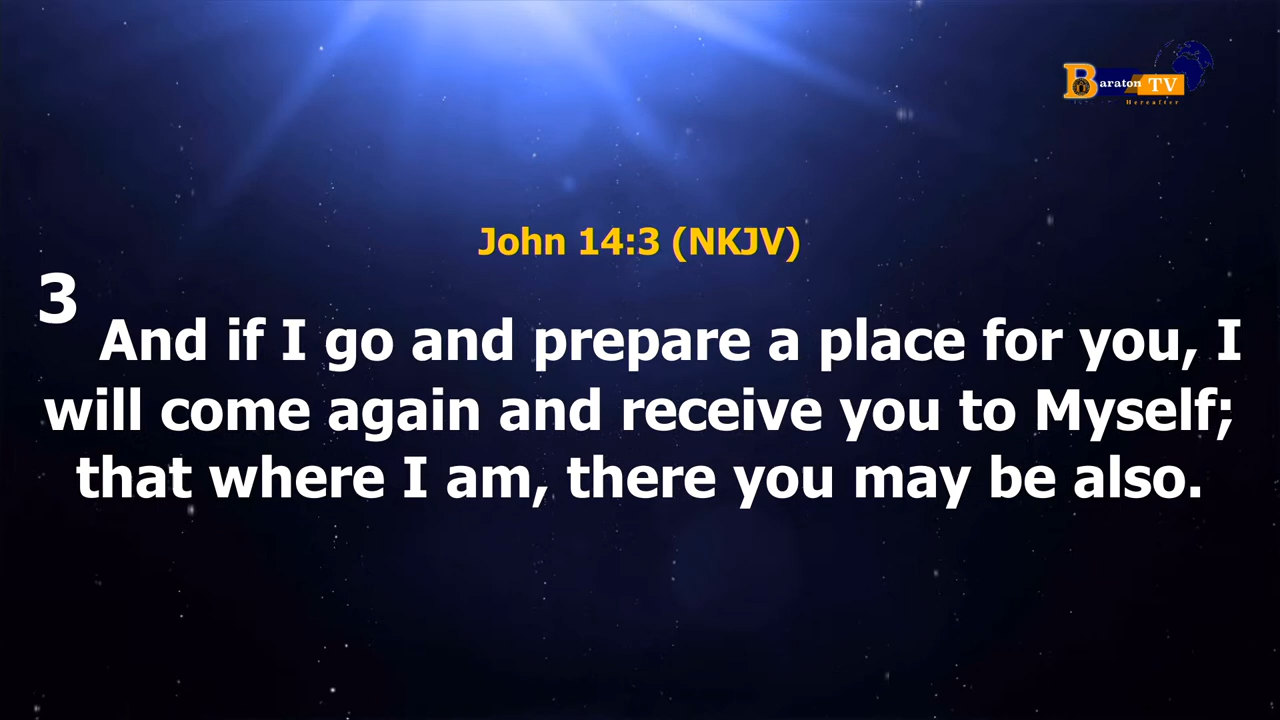 Baraton TV
Hereafter
John 14:3 (NKJV)
3 And if I go and prepare a place for you, I
will come again and receive you to Myself;
that where I am, there you may be also.